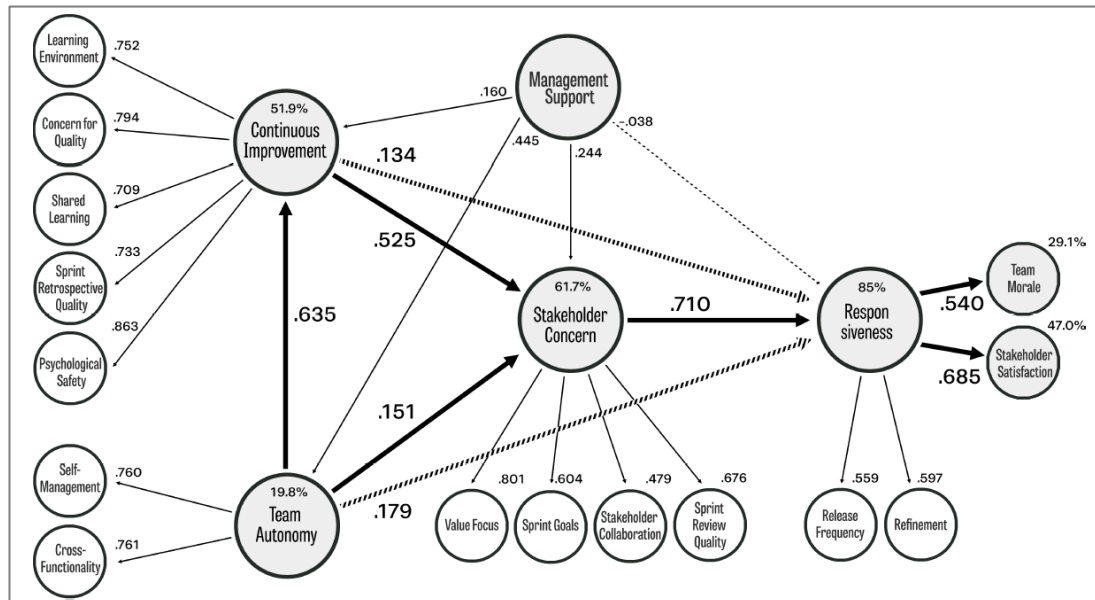 Learning
Environment
.752
Concern for
Quality
.794
Shared
Learning
.709
Sprint
Retrospective
Quality
.733
Psychological
Safety
.863
51.9%
Continuous
Improvement
Management
Support
.160
.445
.244
-.038
.134
.525
.635
61.7%
Stakeholder
Concern
.710
85%
Respon
siveness
29.1%
Team
Morale
.540
47.0%
Stakeholder
Satisfaction
.685
.151
.179
Self-
Management
.760
Cross-
Functionality
.761
19.8%
Team
Autonomy
.801
Value Focus
.604
Sprint Goals
.479
Stakeholder
Collaboration
.676
Sprint
Review
Quality
.559
Release
Frequency
.597
Refinement